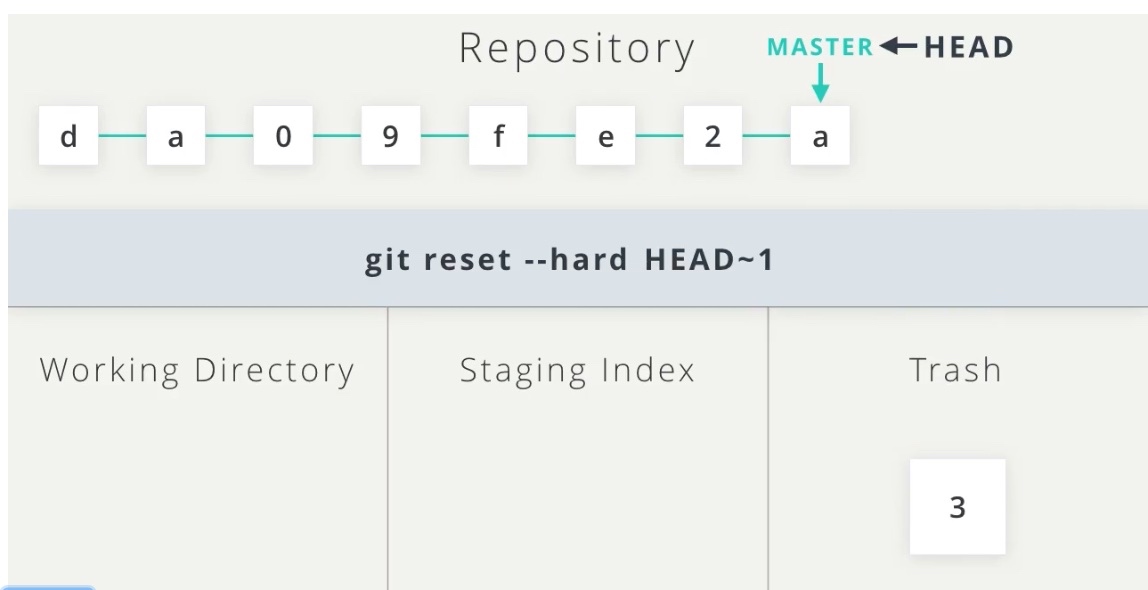 Repository
MASTER HEAD
d a 0 9 f e 2 a
git reset --hard HEAD~1
Working Directory
Staging Index
Trash
3